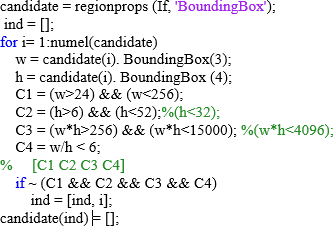 candidate = regionprops (If, 'BoundingBox');
ind = [];
for i= 1:numel(candidate)
w = candidate(i). BoundingBox(3);
h = candidate(i). BoundingBox (4);
C1 = (w>24) && (w<256);
C2 = (h>6) && (h<52);%(h<32);
C3 = (w*h>256) && (w*h<15000); %(w*h<4096);
C4 = w/h < 6;
% [C1 C2 C3 C4]
if ~ (C1 && C2 && C3 && C4)
ind = [ind, i];
candidate(ind) = [];